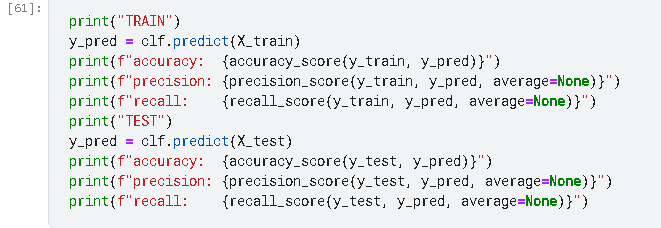 [61]:
print("TRAIN")
y_pred = clf.predict(X_train)
print(f"accuracy:  {accuracy_score(y_train, y_pred)}")
print(f"precision: {precision_score(y_train, y_pred, average=None)}")
print(f"recall:    {recall_score(y_train, y_pred, average=None)}")
print("TEST")
y_pred = clf.predict(X_test)
print(f"accuracy:  {accuracy_score(y_test, y_pred)}")
print(f"precision: {precision_score(y_test, y_pred, average=None)}")
print(f"recall:    {recall_score(y_test, y_pred, average=None)}")